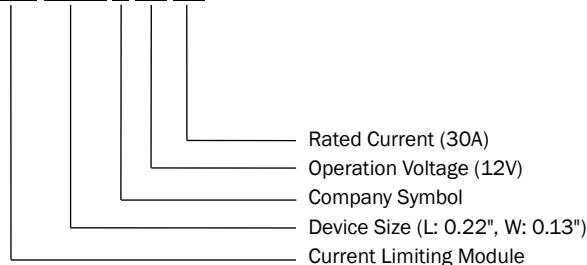 Rated Current (30A)
Operation Voltage (12V)
Company Symbol
Device Size (L: 0.22", W: 0.13")
Current Limiting Module